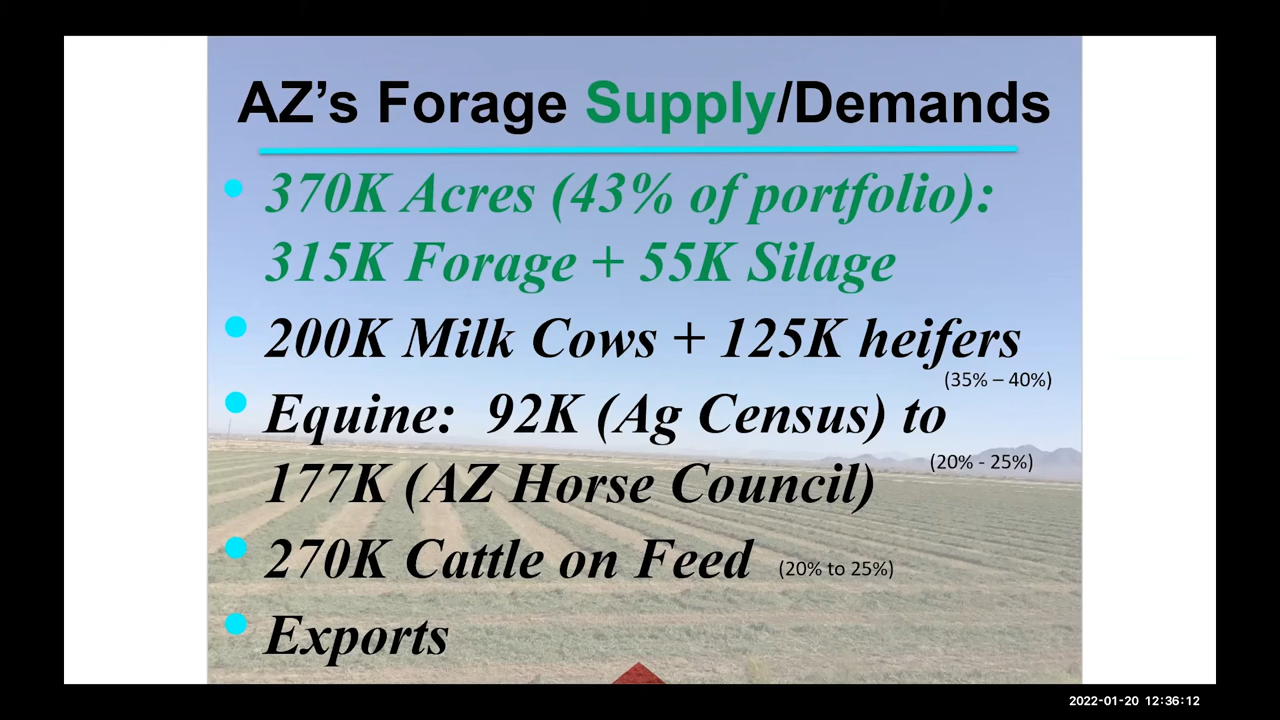 AZ's Forage Supply/Demands
• 370K Acres (43% of portfolio):
315K Forage + 55K Silage
• 200K Milk Cows + 125K heifers
(35% – 40%)
• Equine: 92K (Ag Census) to
(20% - 25%)
177K (AZ Horse Council)
• 270K Cattle on Feed (20% to 25%)
• Exports
2022-01-20 12:36:12